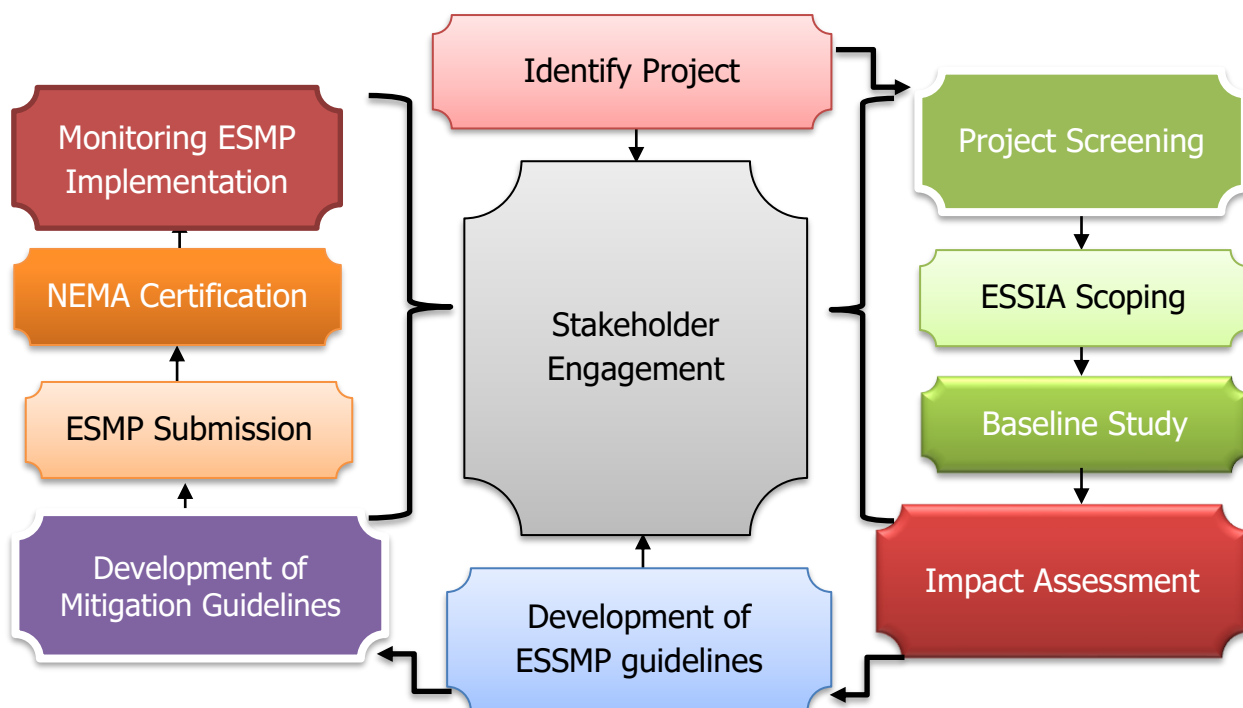 Identify Project
Project Screening
ESSIA Scoping
Baseline Study
Impact Assessment
Development of
ESSMP guidelines
Development of
Mitigation Guidelines
ESMP Submission
NEMA Certification
Monitoring ESMP
Implementation
Stakeholder
Engagement